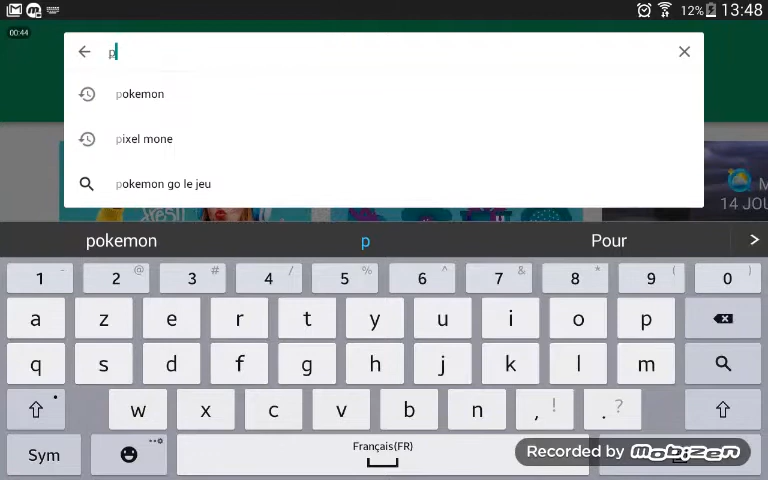 12% 13:48
00:44
p
pokemon
pixel mone
pokemon go le jeu
14 JOU
pokemon p Pour >
1 - 2 @ 3 # 4 / 5 % 6 ^ 7 & 8 * 9 ( 0 )
a z e r t y u i o p
q s d f g h j k l m
w x c v b n , ! . ?
Sym Français(FR)
Recorded by mobizen